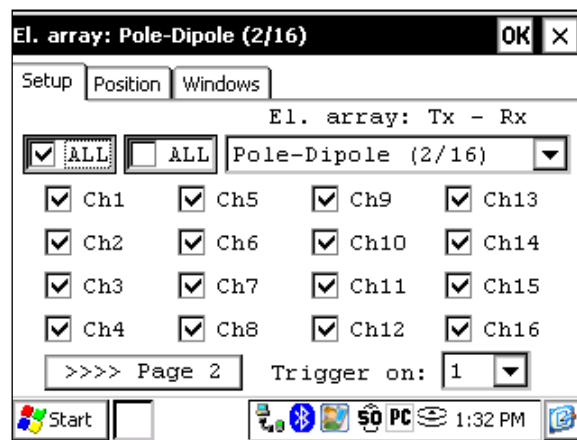 El. array: Pole-Dipole (2/16) OK ×
Setup Position Windows
El. array: Tx - Rx
ALL ALL Pole-Dipole (2/16)
Ch1 Ch5 Ch9 Ch13
Ch2 Ch6 Ch10 Ch14
Ch3 Ch7 Ch11 Ch15
Ch4 Ch8 Ch12 Ch16
>>>> Page 2 Trigger on: 1
Start 50 PC 1:32 PM